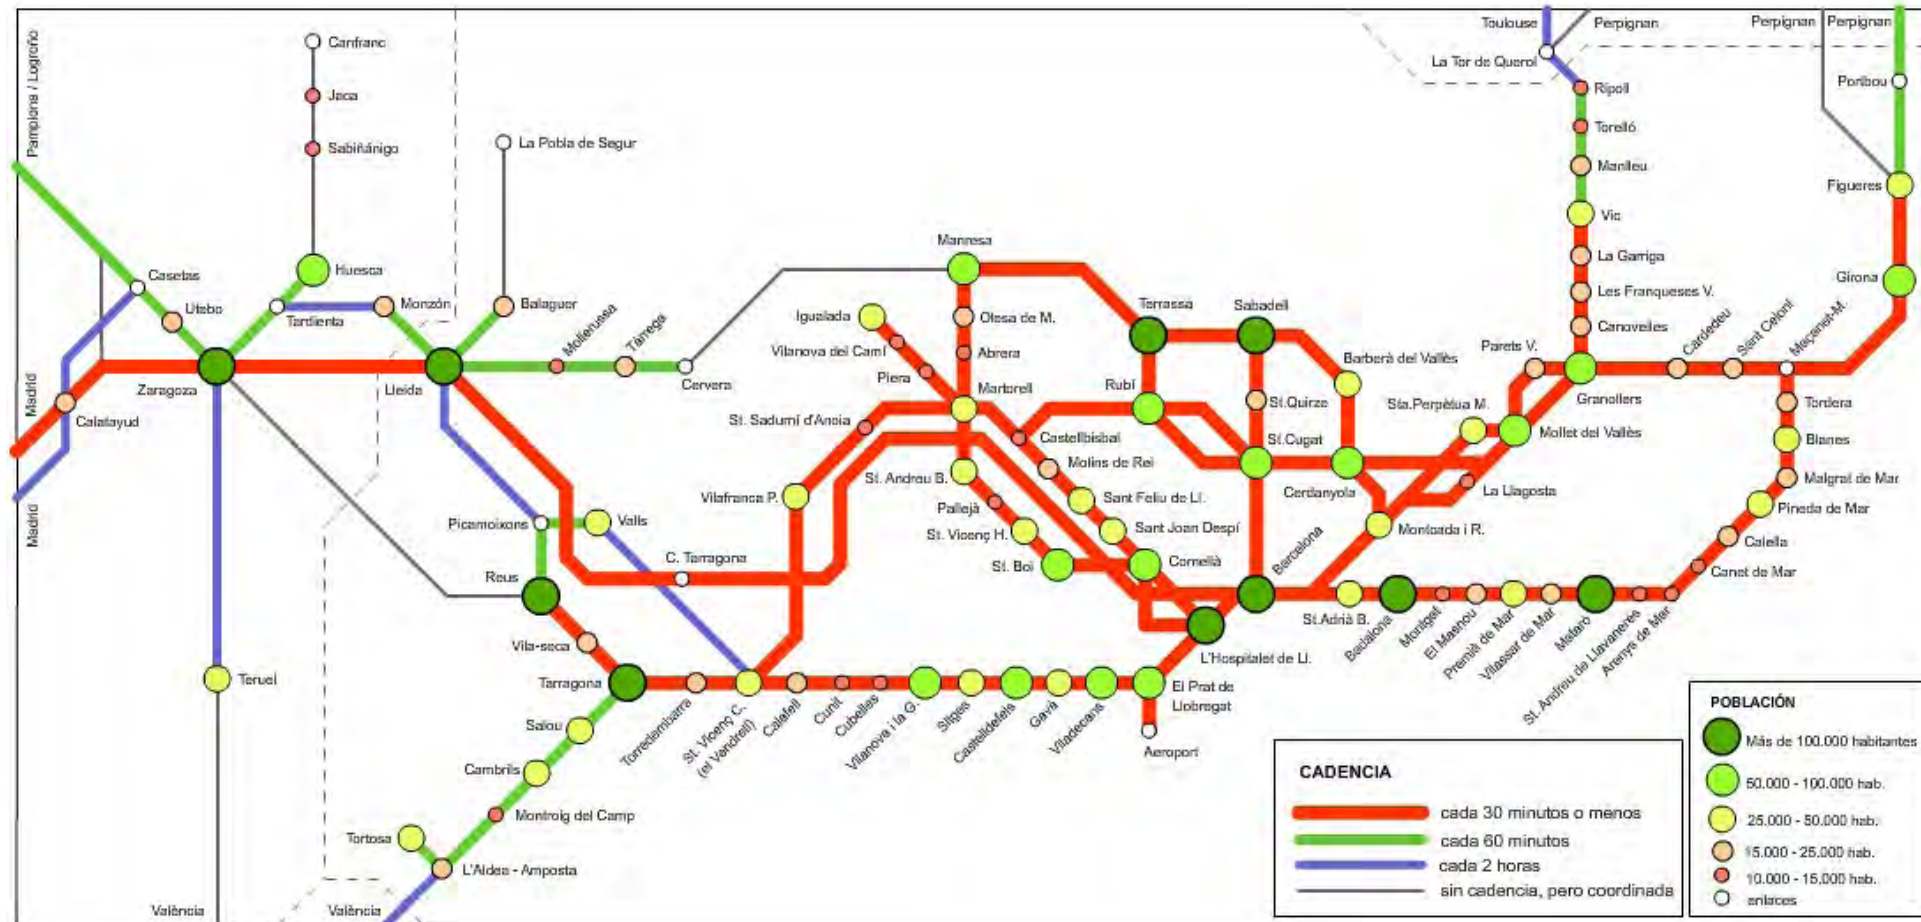 Toulouse
Perpignan
Perpignan
Perpignan
Pamplona / Logroño
Canfranc
La Tor de Querol
Ripoll
Portbou
Jaca
Torelló
Sabiñánigo
La Pobla de Segur
Manlleu
Figueres
Vic
Manresa
La Garriga
Huesca
Casetas
Girona
Les Franqueses V.
Utebo
Tardienta
Monzón
Balaguer
Olesa de M.
Igualada
Terrassa
Sabadell
Canovelles
Cardedeu
Sant Celoni
Maçanet-M.
Mollerussa
Tàrrega
Vilanova del Camí
Abrera
Barberà del Vallès
Parets V.
Zaragoza
Lleida
Cervera
Piera
Martorell
Rubí
Granollers
Madrid
Calatayud
St. Sadurní d'Anoia
Castellbisbal
St.Quirze
Sta.Perpètua M.
Tordera
Mollet del Vallès
Blanes
St.Cugat
Molins de Rei
St. Andreu B.
Malgrat de Mar
Cerdanyola
La Llagosta
Vilafranca P.
Sant Feliu de Ll.
Pallejà
Pineda de Mar
Madrid
Picamoixons
Valls
Sant Joan Despí
Montcada i R.
St. Vicenç H.
Calella
C. Tarragona
St. Boi
Cornellà
Barcelona
Canet de Mar
Reus
St.Adrià B.
Badalona
Montgat
El Masnou
Premià de Mar
Vilassar de Mar
Mataró
St. Andreu de Llavaneres
Arenys de Mar
Vila-seca
L'Hospitalet de Ll.
Teruel
Tarragona
El Prat de
Llobregat
Torredembarra
St. Vicenç C.
(el Vendrell)
Calafell
Cunit
Cubelles
Vilanova i la G.
Sitges
Castelldefels
Gavà
Viladecans
Aeroport
Salou
Cambrils
Montroig del Camp
Tortosa
L'Aldea - Amposta
València
València
CADENCIA
cada 30 minutos o menos
cada 60 minutos
cada 2 horas
sin cadencia, pero coordinada
POBLACIÓN
Más de 100.000 habitantes
50.000 - 100.000 hab.
25.000 - 50.000 hab.
15.000 - 25.000 hab.
10.000 - 15.000 hab.
enlaces